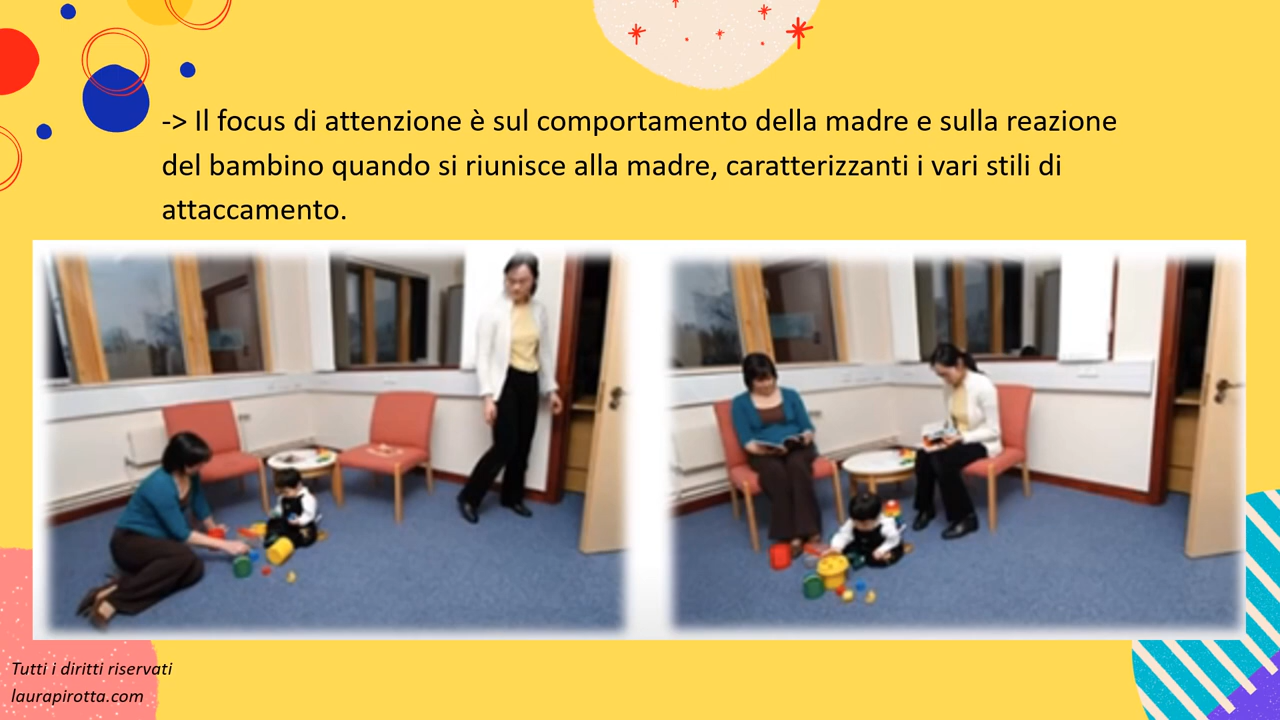 -> Il focus di attenzione è sul comportamento della madre e sulla reazione
del bambino quando si riunisce alla madre, caratterizzanti i vari stili di
attaccamento.
Tutti i diritti riservati
laurapirotta.com